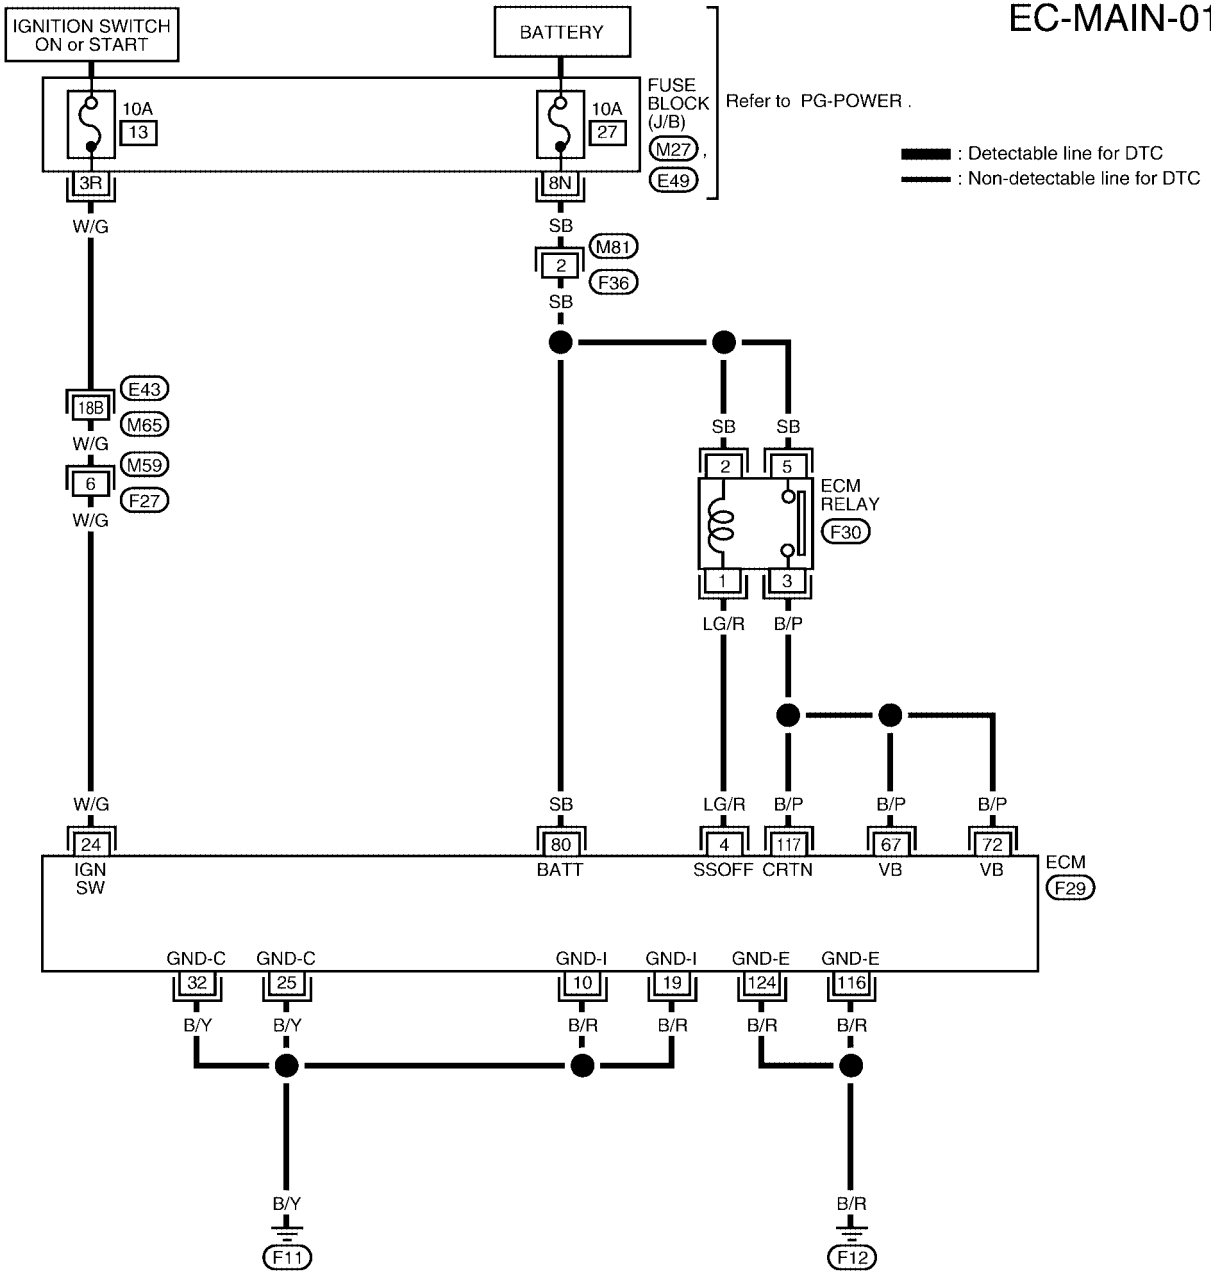 EC-MAIN-01
IGNITION SWITCH
ON or START
BATTERY
10A
13
10A
27
FUSE
BLOCK
(J/B)
M27 ,
E49
Refer to PG-POWER .
: Detectable line for DTC
: Non-detectable line for DTC
3R
8N
W/G
SB
2
M81
F36
SB
18B
E43
M65
W/G
6
M59
F27
W/G
SB
SB
2
5
ECM
RELAY
F30
1
3
LG/R
B/P
W/G
SB
LG/R
B/P
B/P
B/P
24
80
4
117
67
72
IGN
SW
BATT
SSOFF
CRTN
VB
VB
ECM
F29
GND-C
GND-C
GND-I
GND-I
GND-E
GND-E
32
25
10
19
124
116
B/Y
B/Y
B/R
B/R
B/R
B/R
B/Y
B/R
F11
F12